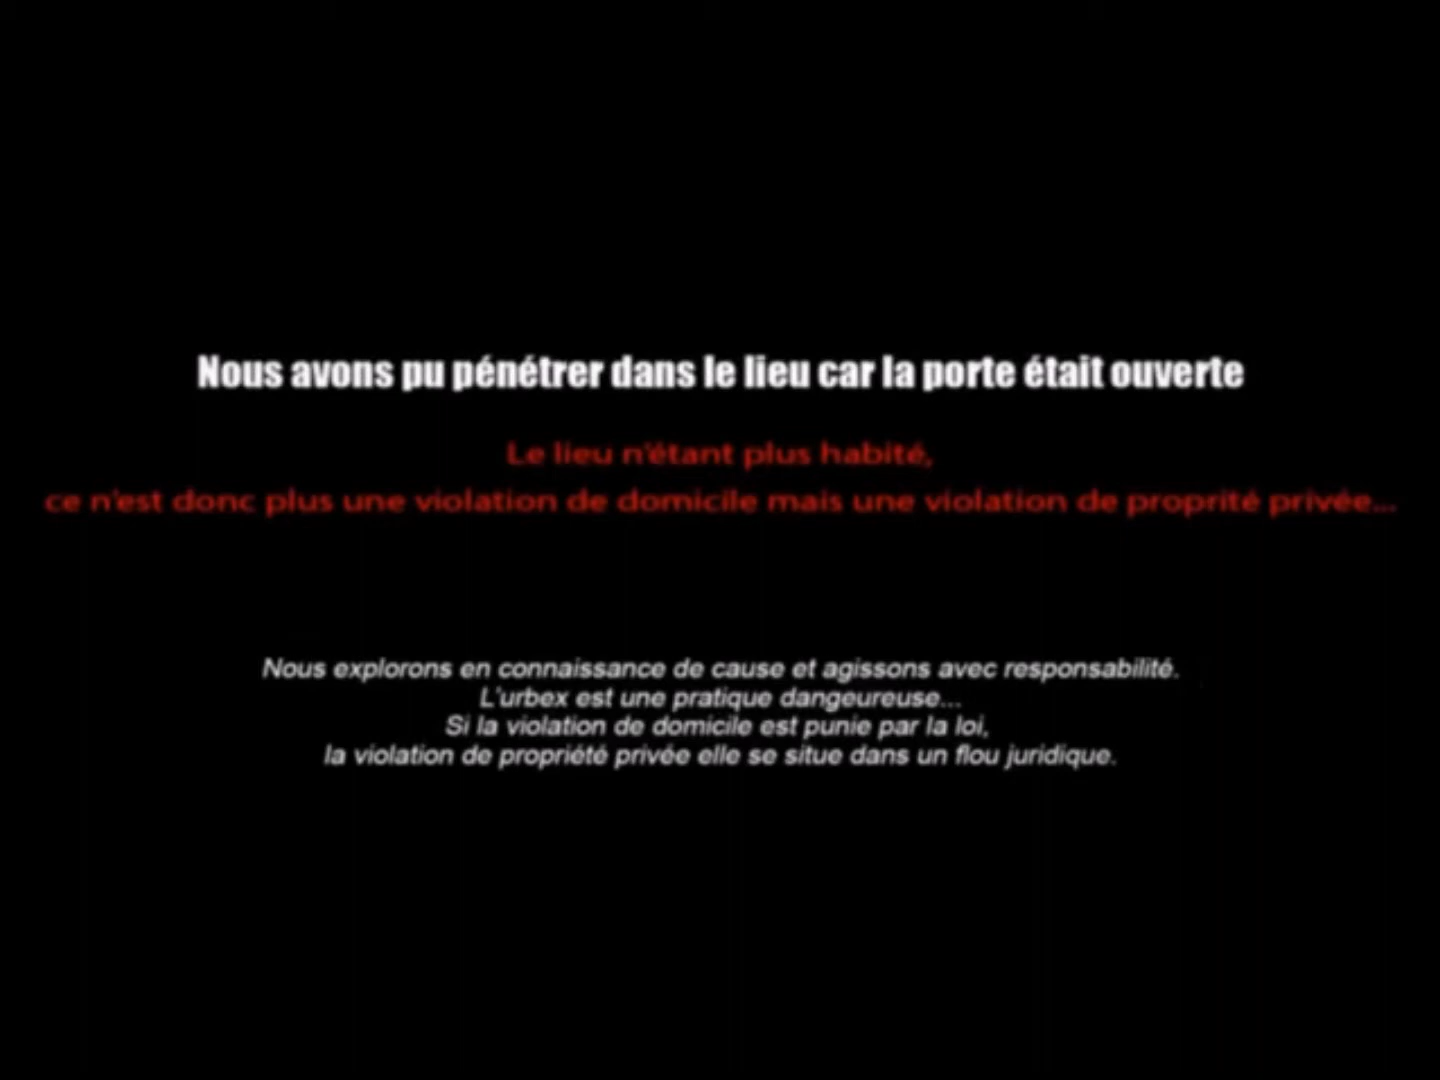 Nous avons pu pénétrer dans le lieu car la porte était ouverte
Le lieu n'étant plus habité,
ce n'est donc plus une violation de domicile mais une violation de proprité privée...
Nous explorons en connaissance de cause et agissons avec responsabilité.
L'urbex est une pratique dangeureuse...
Si la violation de domicile est punie par la loi,
la violation de propriété privée elle se situe dans un flou juridique.